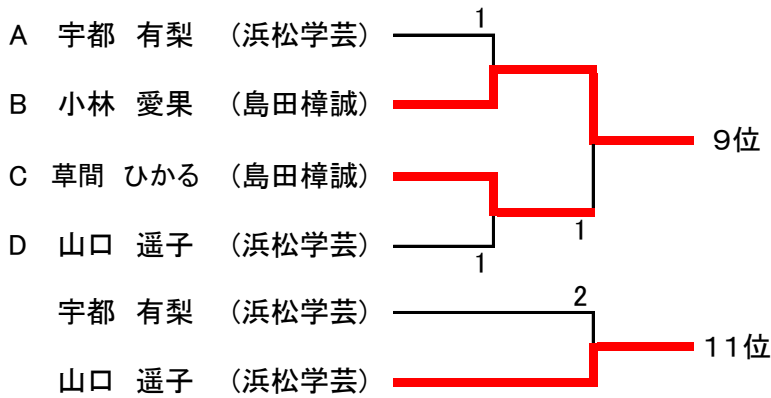 1
A 宇都 有梨 （浜松学芸）
B 小林 愛果 （島田樟誠）
９位
C 草間 ひかる （島田樟誠）
1
D 山口 遥子 （浜松学芸）
1
2
宇都 有梨 （浜松学芸）
１１位
山口 遥子 （浜松学芸）